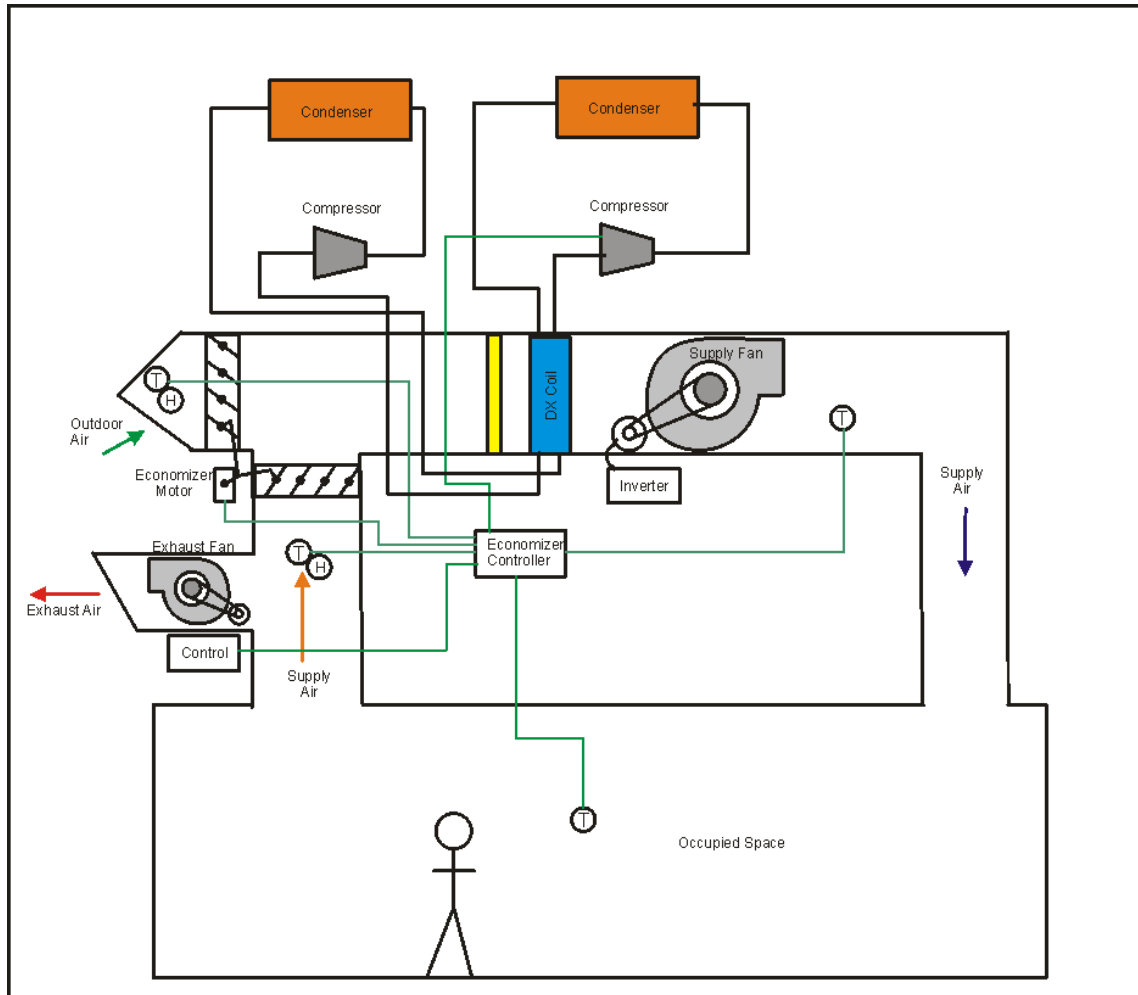 Condenser
Condenser
Compressor
Compressor
Supply Fan
DX Coil
T
H
T
Outdoor
Air
Economizer
Motor
Inverter
Supply
Air
Exhaust Fan
T
H
Economizer
Controller
Exhaust Air
Control
Supply
Air
T
Occupied Space